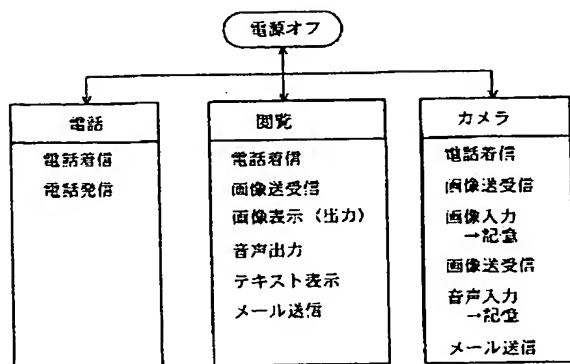 電源オフ
電話
電話着信
電話発信
閲覧
電話着信
画像送受信
画像表示（出力）
音声出力
テキスト表示
メール送信
カメラ
電話着信
画像送受信
画像入力
→記憶
画像送受信
音声入力
→記憶
メール送信